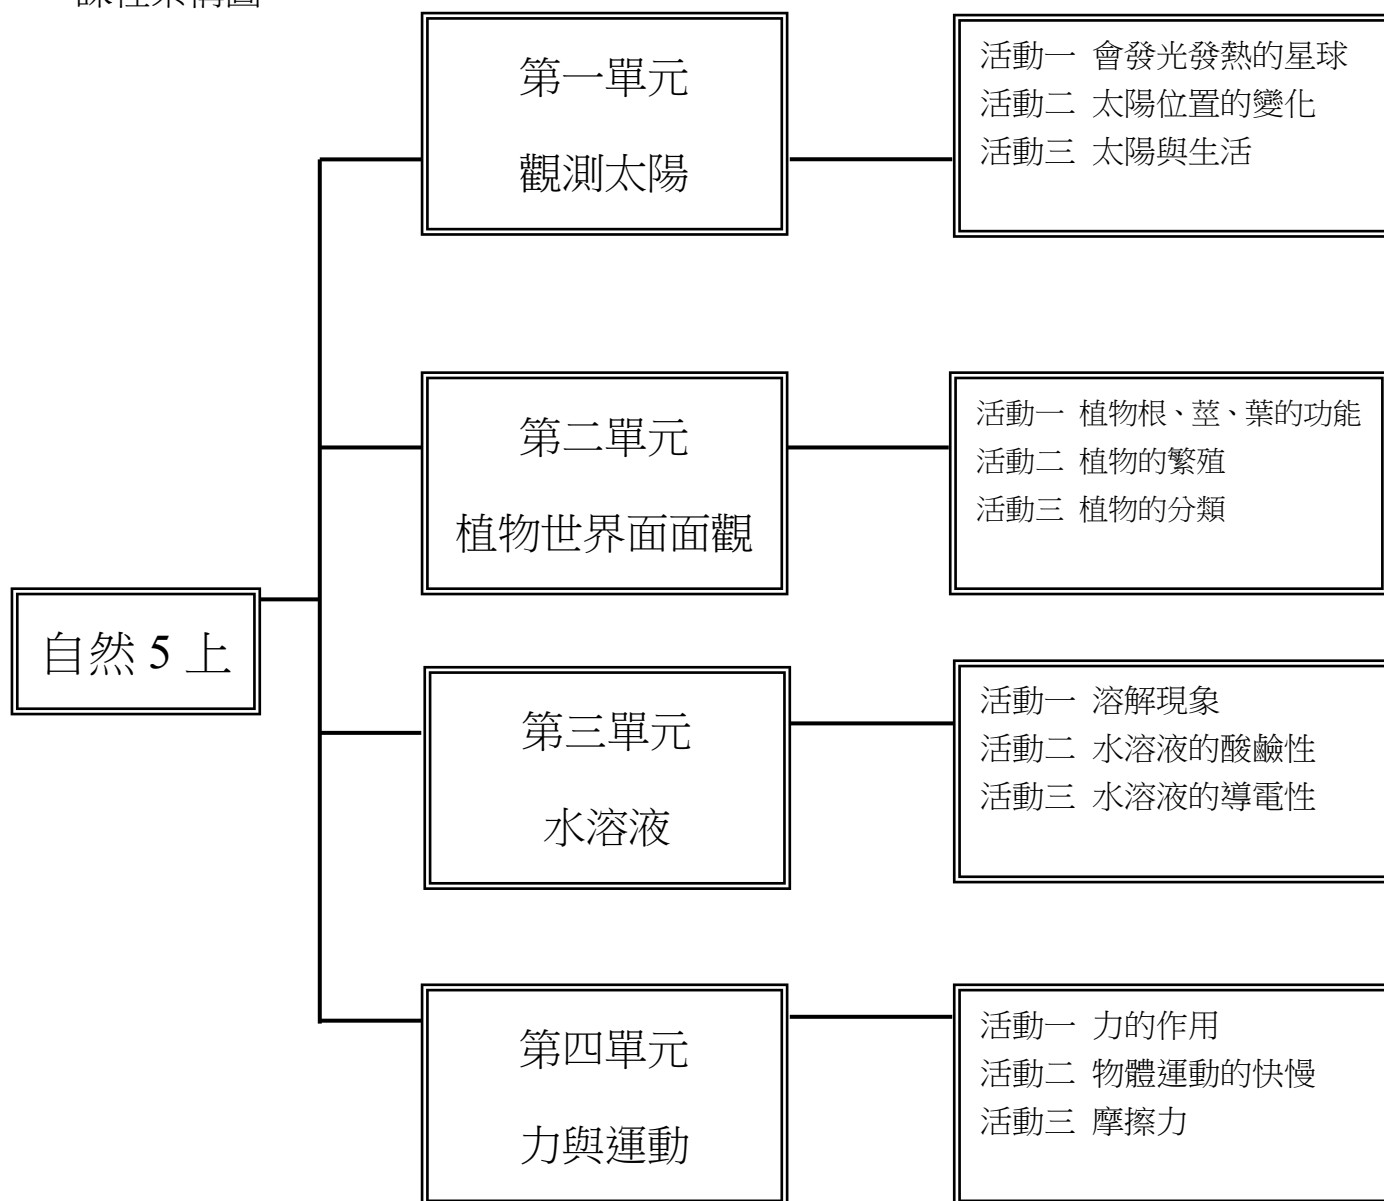 自然 5 上
第一單元
觀測太陽
活動一 會發光發熱的星球
活動二 太陽位置的變化
活動三 太陽與生活
第二單元
植物世界面面觀
活動一 植物根、莖、葉的功能
活動二 植物的繁殖
活動三 植物的分類
第三單元
水溶液
活動一 溶解現象
活動二 水溶液的酸鹼性
活動三 水溶液的導電性
第四單元
力與運動
活動一 力的作用
活動二 物體運動的快慢
活動三 摩擦力